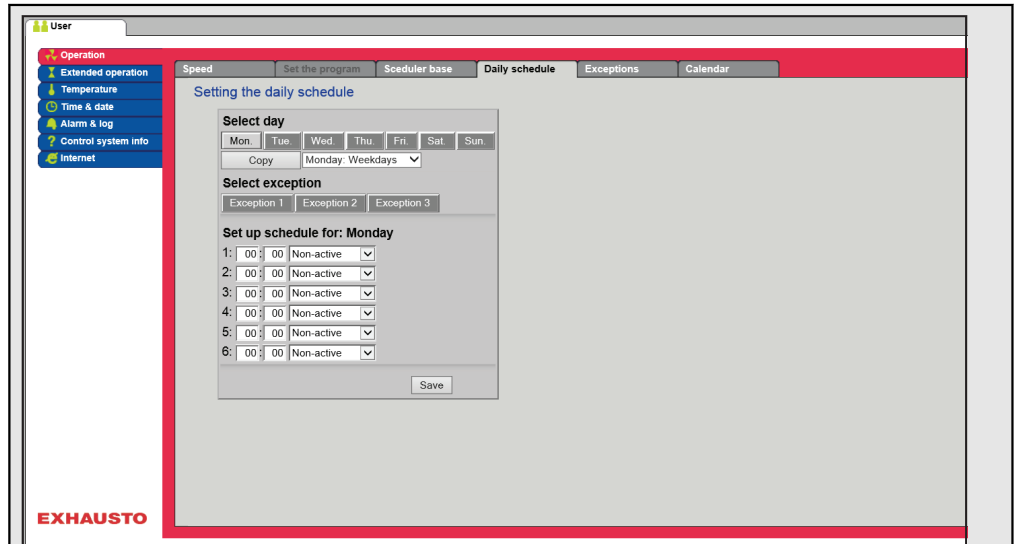 User
Operation
Extended operation
Temperature
Time & date
Alarm & log
Control system info
Internet
Speed Set the program Sceduler base Daily schedule Exceptions Calendar
Setting the daily schedule
Select day
Mon. Tue. Wed. Thu. Fri. Sat. Sun.
Copy Monday: Weekdays
Select exception
Exception 1 Exception 2 Exception 3
Set up schedule for: Monday
1: 00 : 00 Non-active
2: 00 : 00 Non-active
3: 00 : 00 Non-active
4: 00 : 00 Non-active
5: 00 : 00 Non-active
6: 00 : 00 Non-active
Save
EXHAUSTO